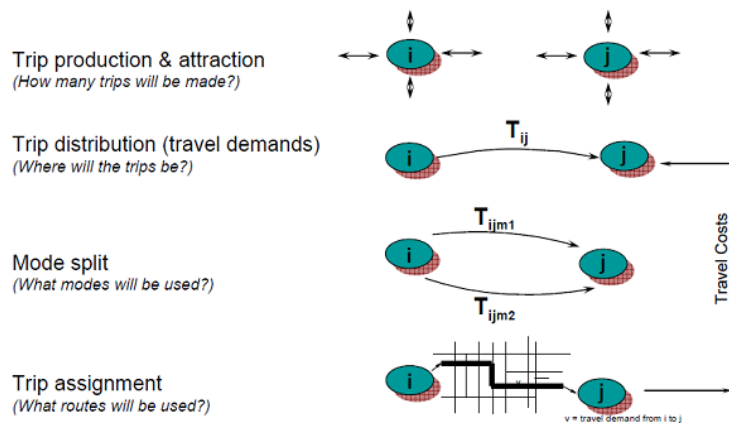 Trip production & attraction
(How many trips will be made?)
i
j
Trip distribution (travel demands)
(Where will the trips be?)
i
Tij
j
Travel Costs
Mode split
(What modes will be used?)
i
Tijm1
j
Tijm2
Trip assignment
(What routes will be used?)
i
v
j
v = travel demand from i to j